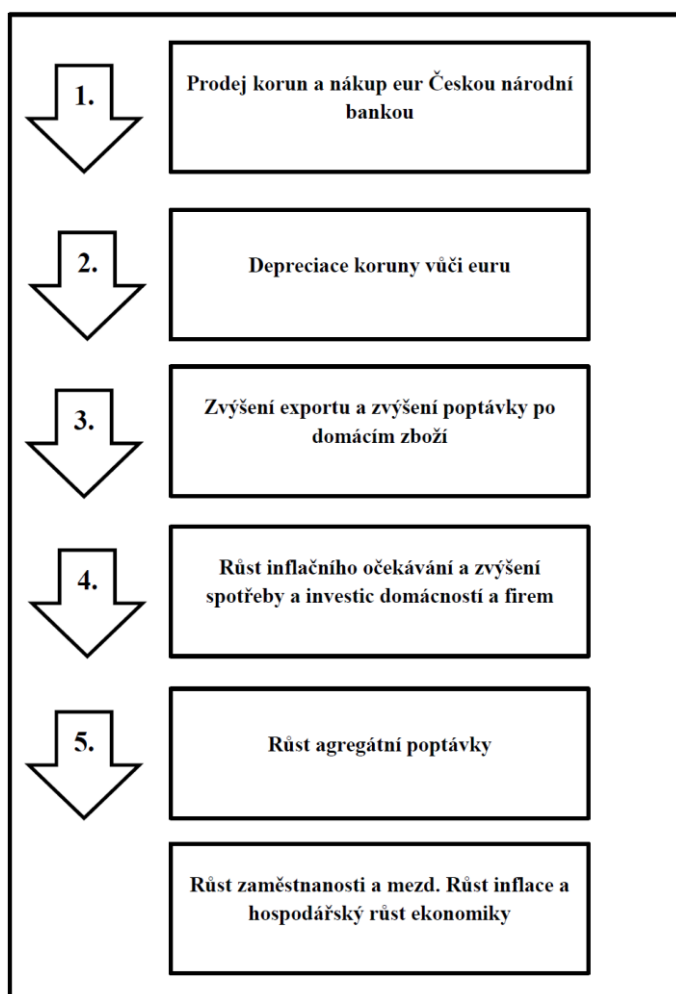 1.
Prodej korun a nákup eur Českou národní
bankou
2.
Depreciace koruny vůči euru
3.
Zvýšení exportu a zvýšení poptávky po
domácím zboží
4.
Růst inflačního očekávání a zvýšení
spotřeby a investic domácností a firem
5.
Růst agregátní poptávky
Růst zaměstnanosti a mezd. Růst inflace a
hospodářský růst ekonomiky